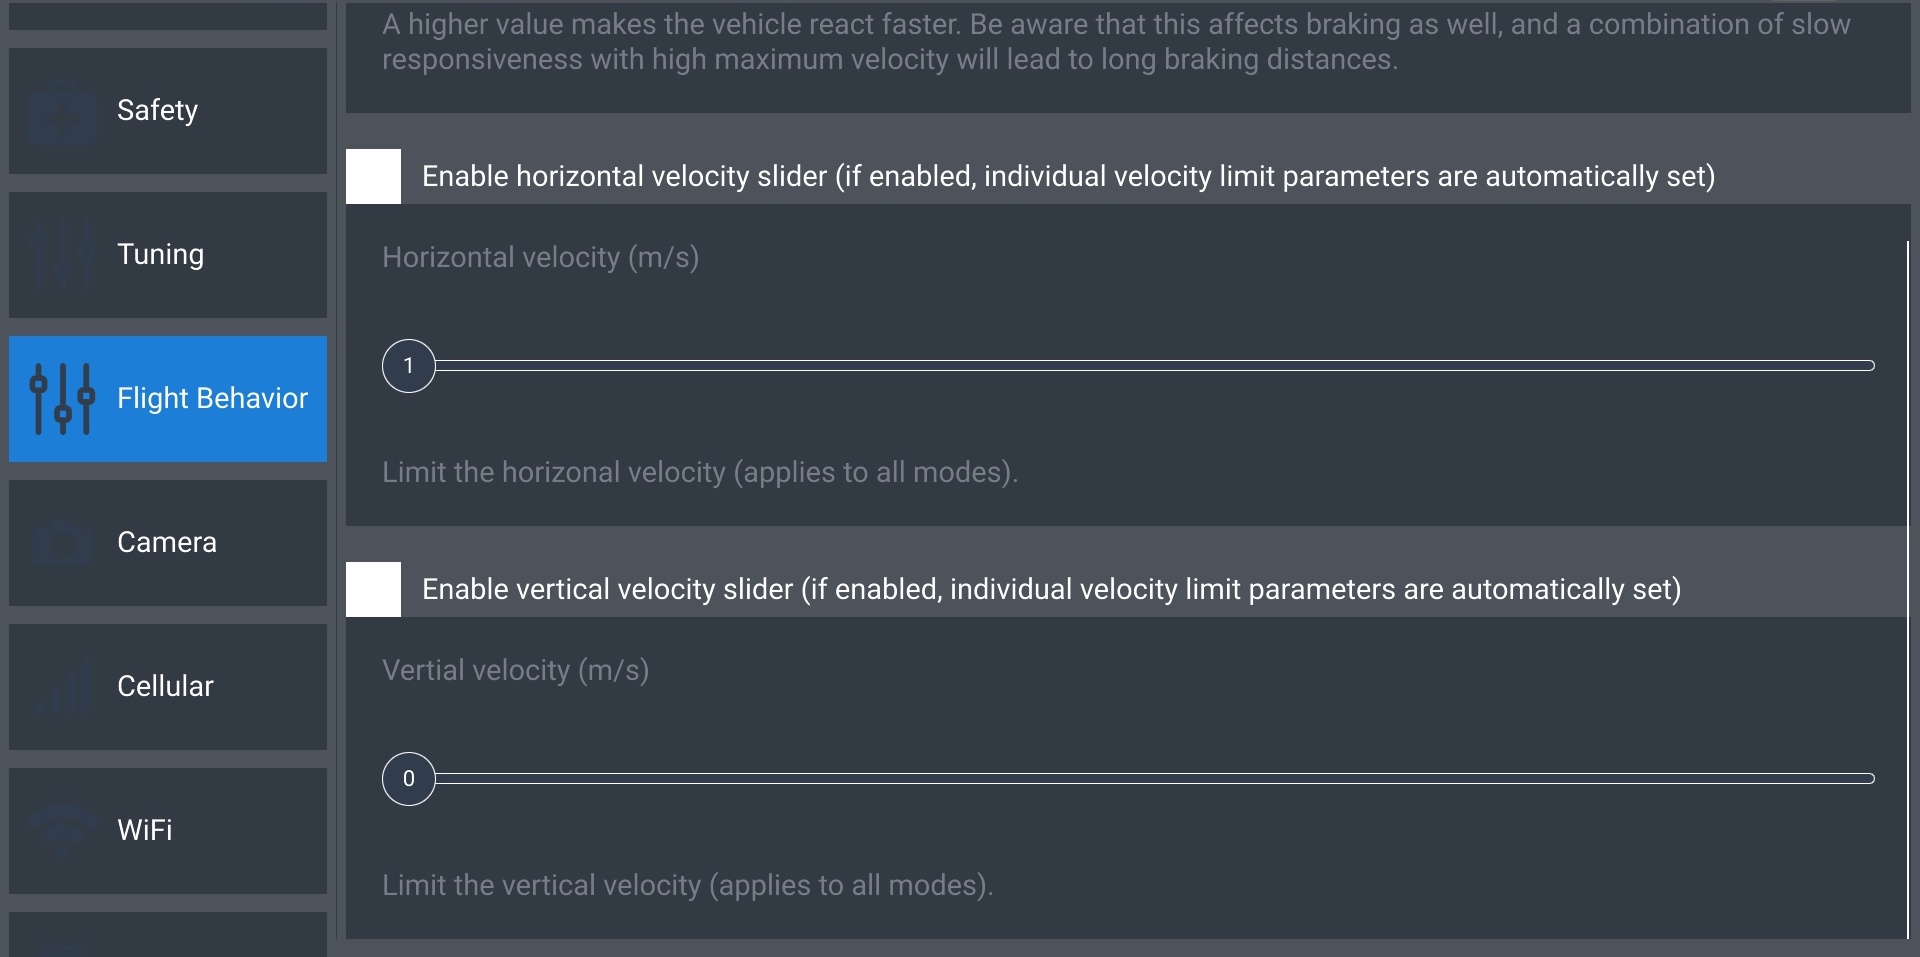 A higher value makes the vehicle react faster. Be aware that this affects braking as well, and a combination of slow
responsiveness with high maximum velocity will lead to long braking distances.
Safety
Enable horizontal velocity slider (if enabled, individual velocity limit parameters are automatically set)
Tuning
Horizontal velocity (m/s)
1
Flight Behavior
Limit the horizonal velocity (applies to all modes).
Camera
Enable vertical velocity slider (if enabled, individual velocity limit parameters are automatically set)
Cellular
Vertial velocity (m/s)
0
WiFi
Limit the vertical velocity (applies to all modes).